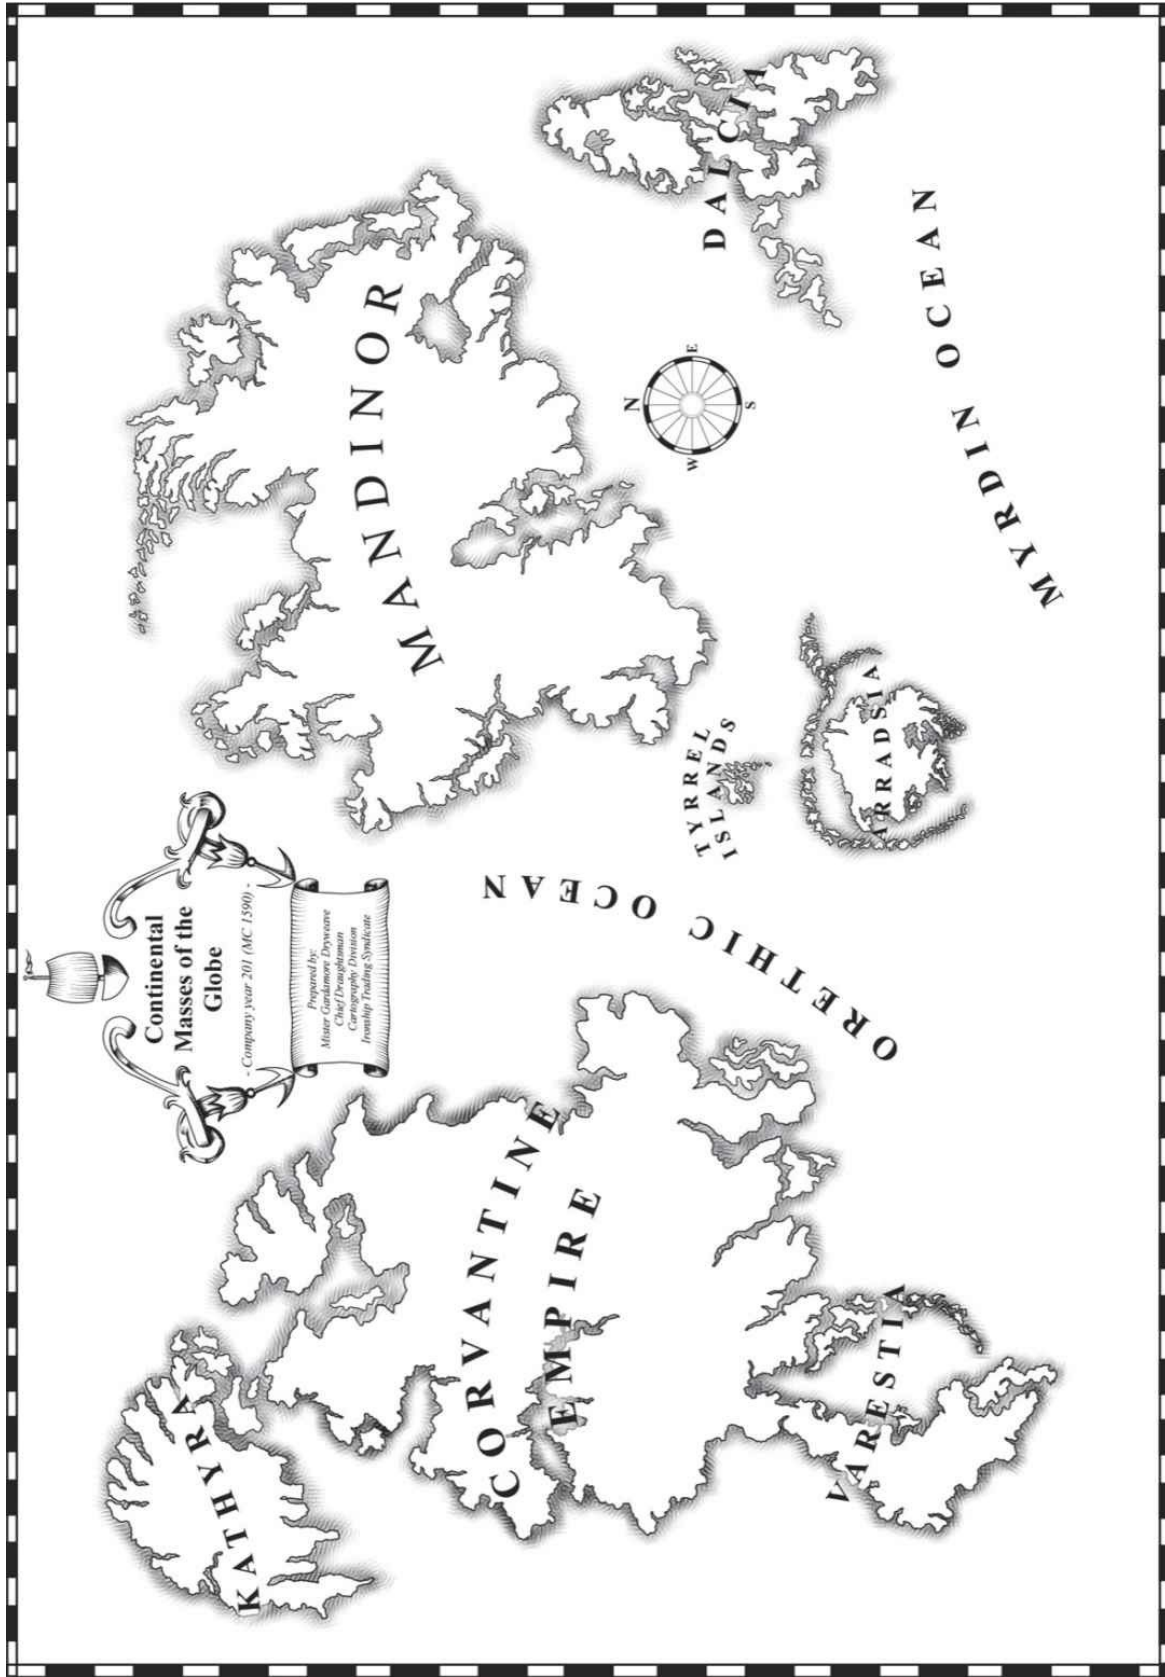 Continental
Masses of the
Globe
- Company year 201 (MC 1590) -
Prepared by:
Mister Gardamore Dryweave
Chief Draughtsman
Cartography Division
Ironship Trading Syndicate
KATHYRA
CORVANTINE
EMPIRE
VARESTIA
ORETHIC OCEAN
MANDINOR
TYRREL
ISLANDS
ARRADSIA
N
W
E
S
DALCIA
MYRDIN OCEAN